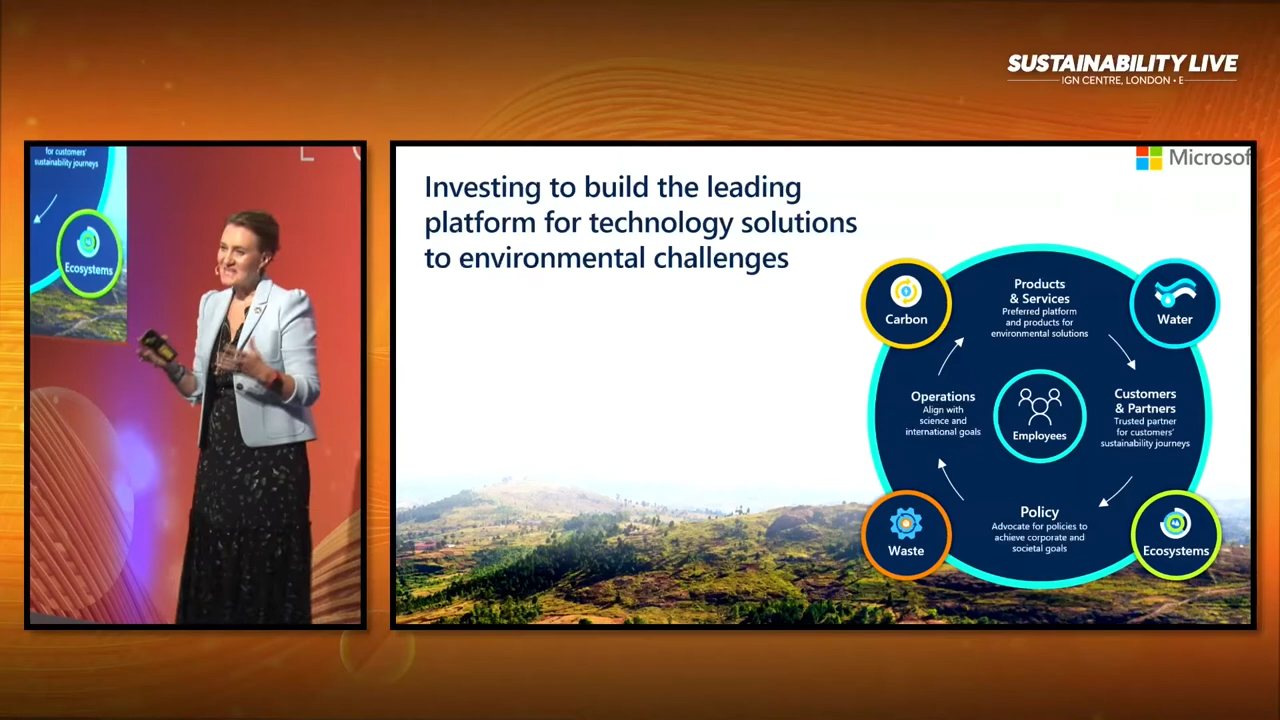 SUSTAINABILITY LIVE
IGN CENTRE, LONDON • E
for customers'
sustainability journeys
Ecosystems
Microsof
Investing to build the leading
platform for technology solutions
to environmental challenges
Carbon
Products
& Services
Preferred platform
and products for
environmental solutions
Water
Operations
Align with
science and
international goals
Employees
Customers
& Partners
Trusted partner
for customers'
sustainability journeys
Waste
Policy
Advocate for policies to
achieve corporate and
societal goals
Ecosystems